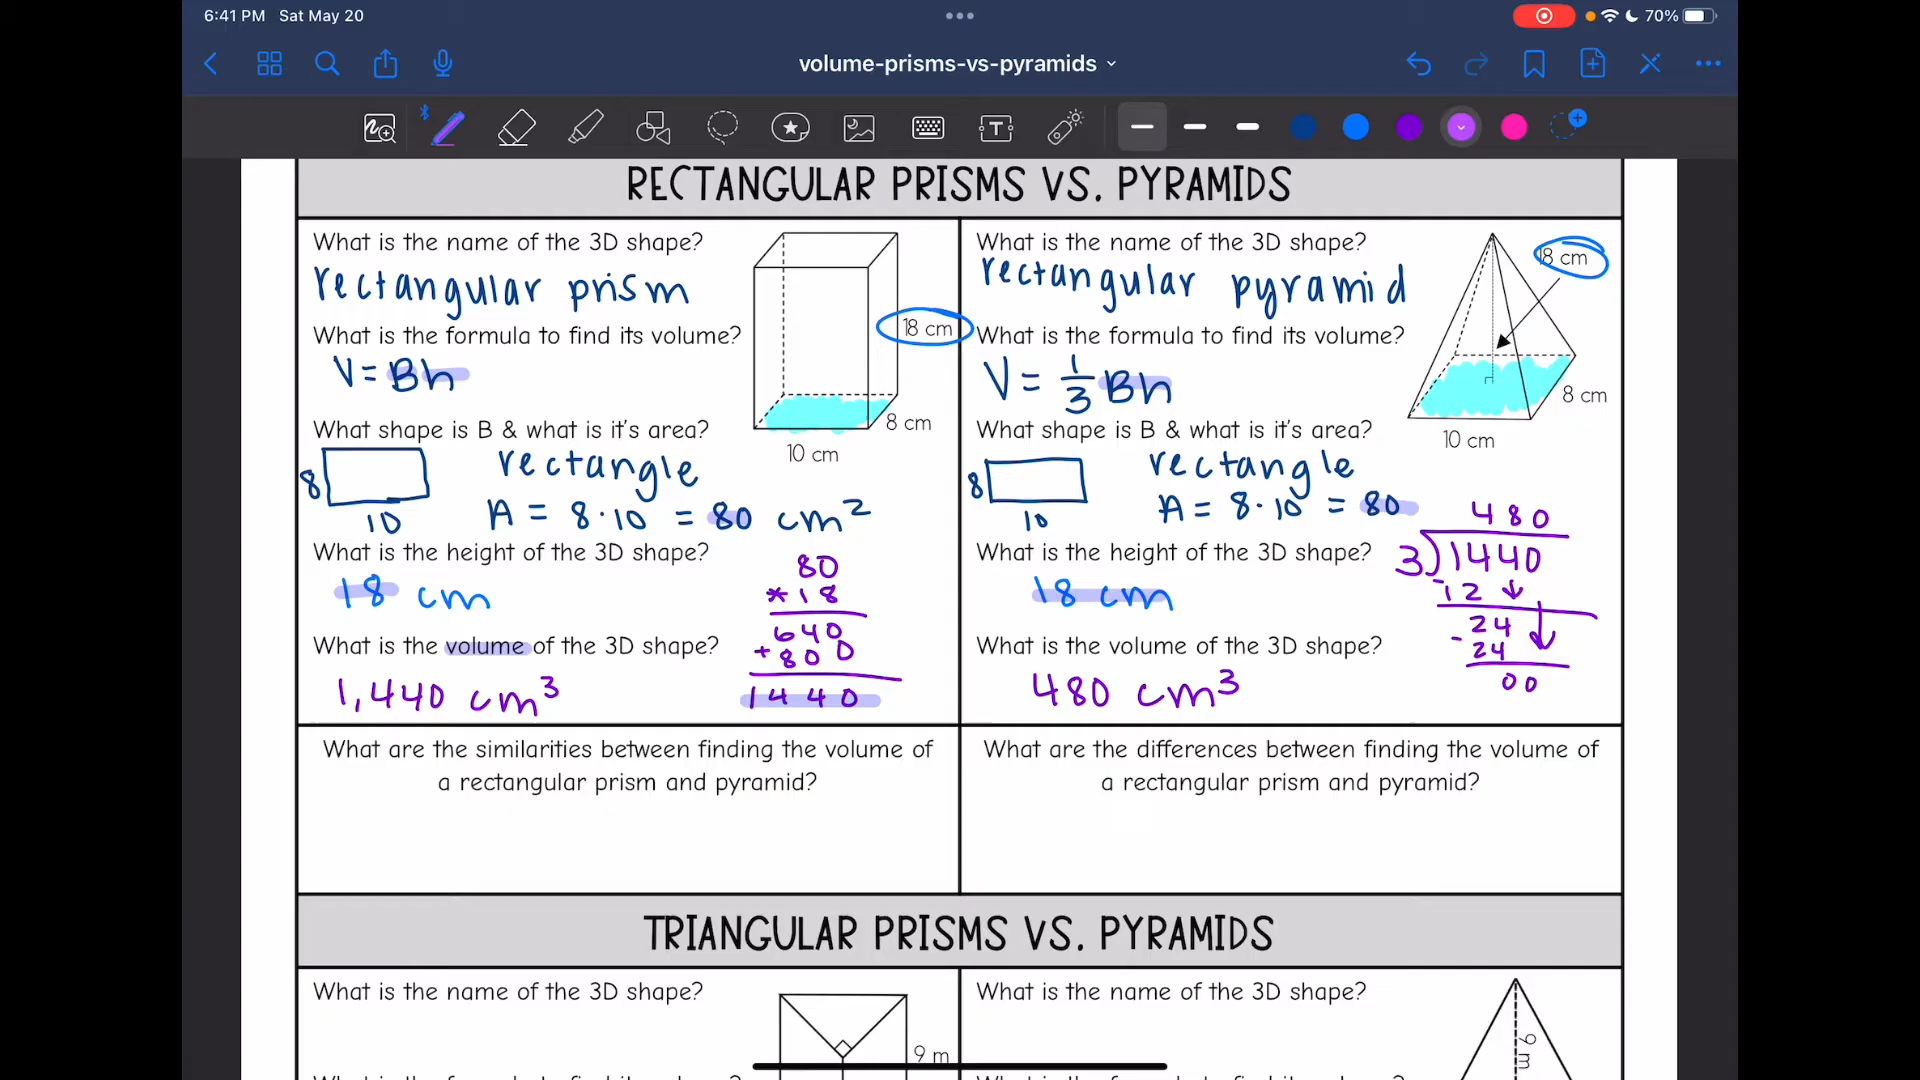 6:41 PM Sat May 20
70%
volume-prisms-vs-pyramids
RECTANGULAR PRISMS VS. PYRAMIDS
What is the name of the 3D shape?
rectangular prism
What is the formula to find its volume?
V = Bh
18 cm
What shape is B & what is it's area?
8 cm
10 cm
8
rectangle
10
A = 8·10 = 80 cm²
What is the height of the 3D shape?
18 cm
80
*18
640
+800
1440
What is the volume of the 3D shape?
1,440 cm³
What is the name of the 3D shape?
rectangular pyramid
18 cm
What is the formula to find its volume?
V = 1/3 Bh
8 cm
What shape is B & what is it's area?
10 cm
8
rectangle
10
A = 8·10 = 80
What is the height of the 3D shape?
18 cm
480
3)1440
-12
24
-24
00
What is the volume of the 3D shape?
480 cm³
What are the similarities between finding the volume of
a rectangular prism and pyramid?
What are the differences between finding the volume of
a rectangular prism and pyramid?
TRIANGULAR PRISMS VS. PYRAMIDS
What is the name of the 3D shape?
9 m
What is the name of the 3D shape?
9 m